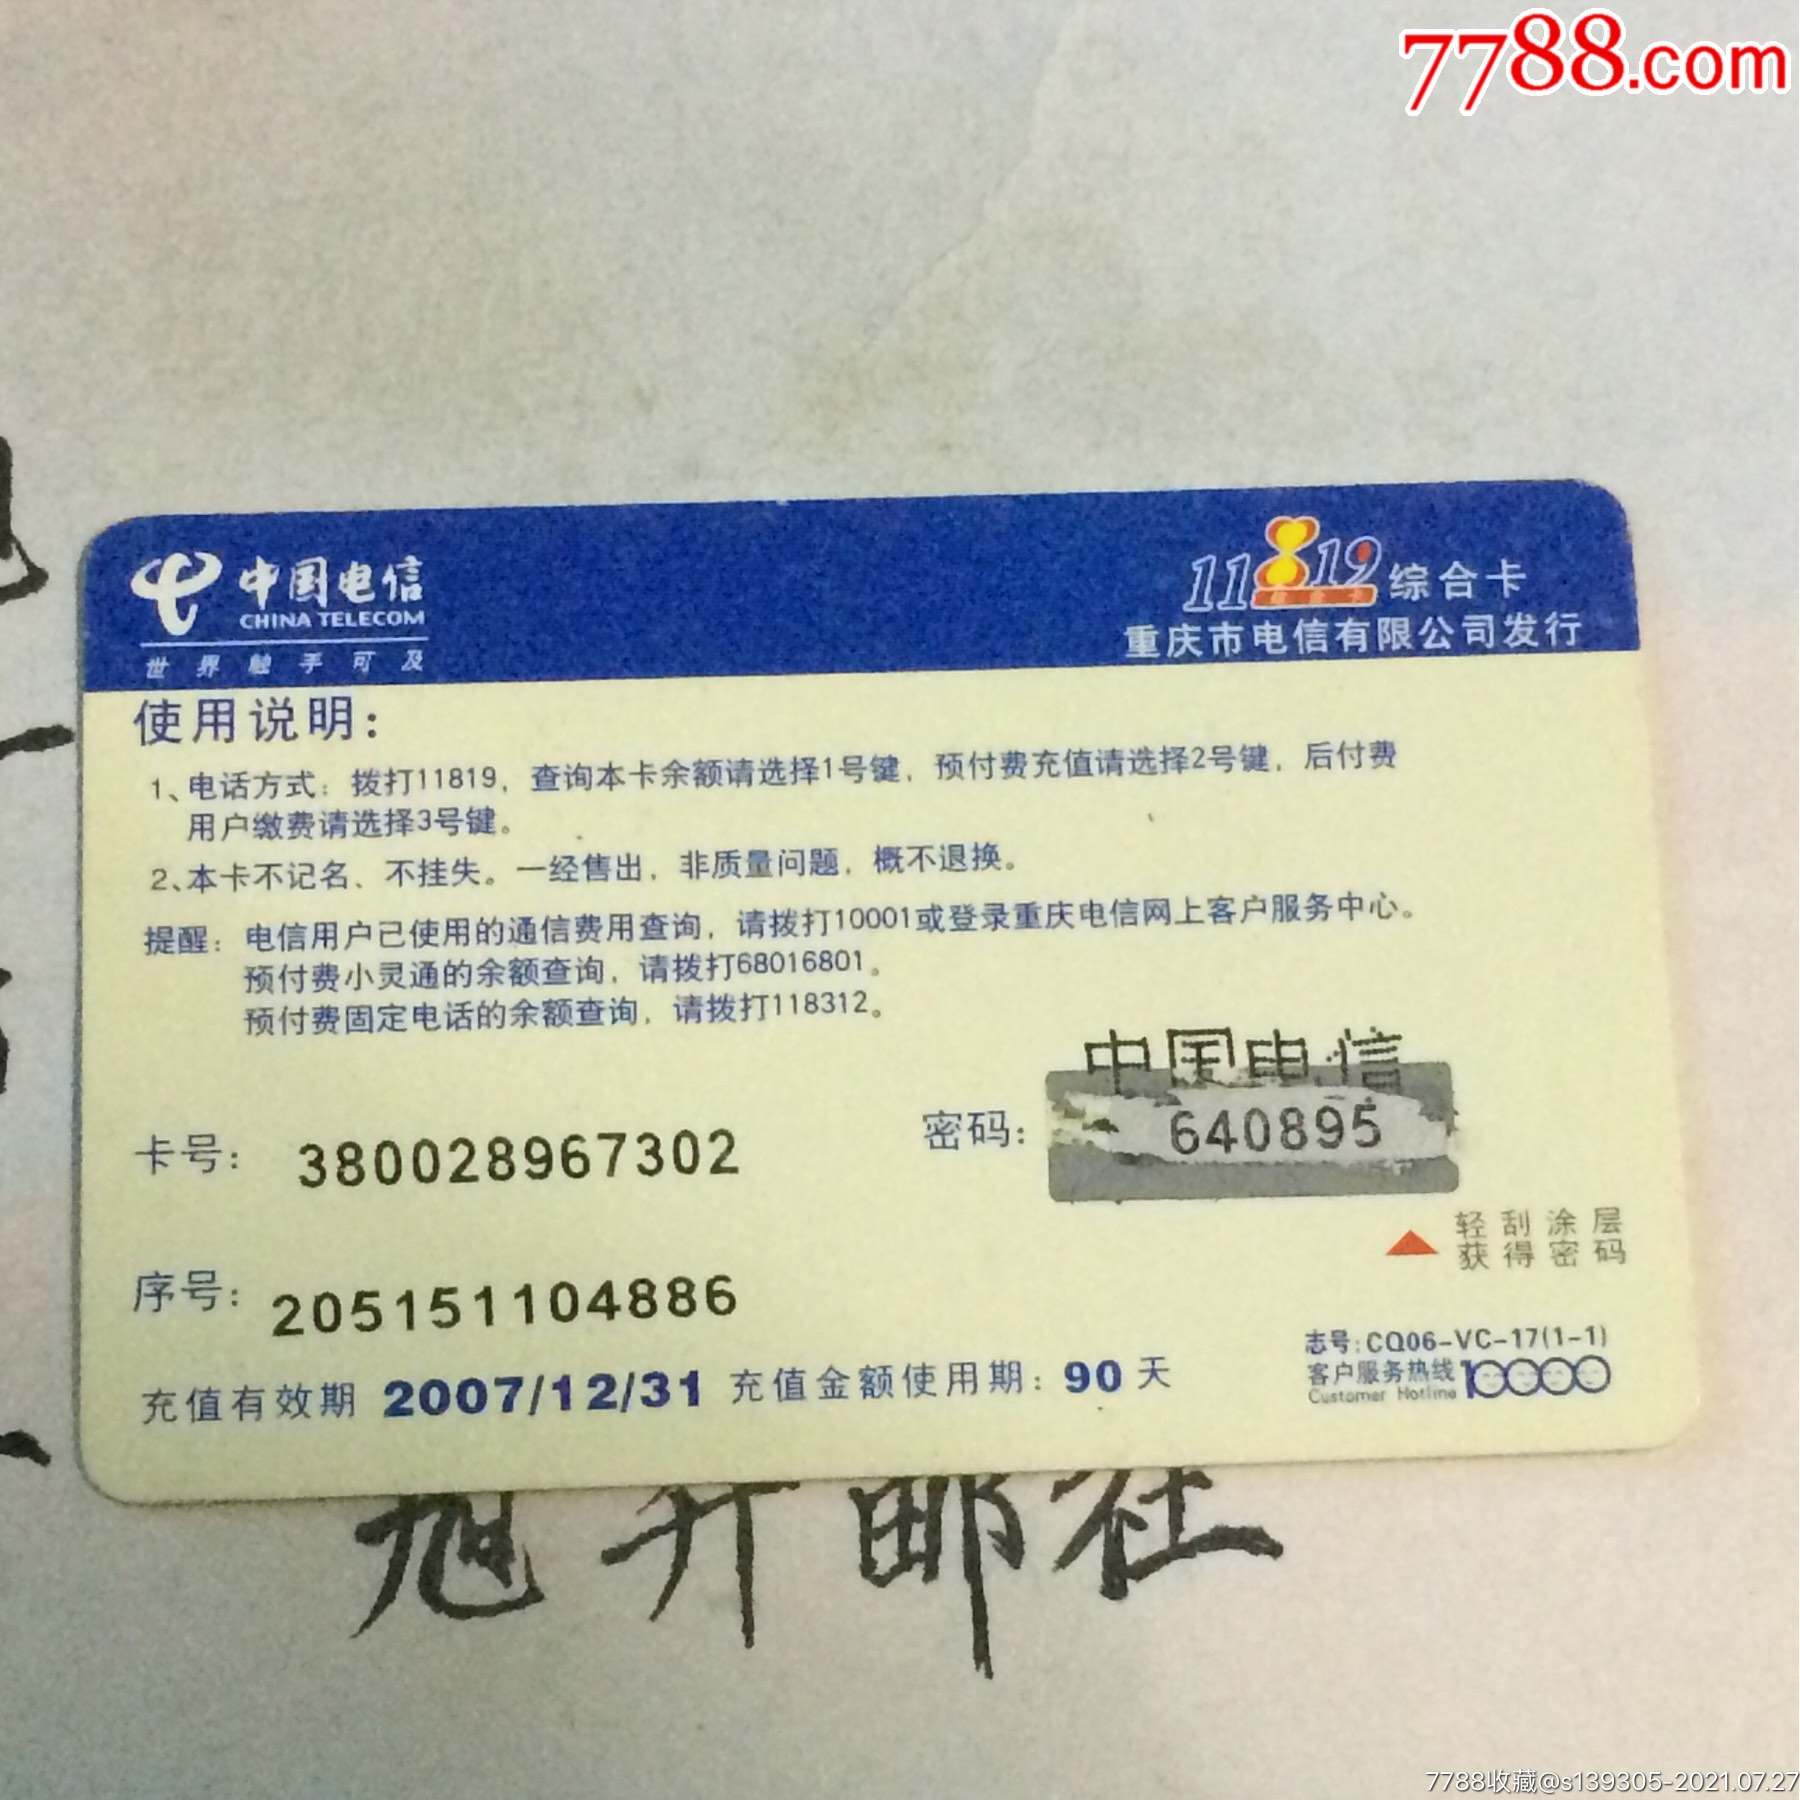 7788.com
中国电信
CHINA TELECOM
世界触手可及
11819 综合卡
重庆市电信有限公司发行
使用说明：
1、电话方式：拨打11819，查询本卡余额请选择1号键，预付费充值请选择2号键，后付费
用户缴费请选择3号键。
2、本卡不记名、不挂失。一经售出，非质量问题，概不退换。
提醒：电信用户已使用的通信费用查询，请拨打10001或登录重庆电信网上客户服务中心。
预付费小灵通的余额查询，请拨打68016801。
预付费固定电话的余额查询，请拨打118312。
中国电信
卡号：380028967302
密码：640895
轻刮涂层
获得密码
序号：205151104886
志号：CQ06-VC-17(1-1)
客户服务热线 10000
Customer Hotline
充值有效期 2007/12/31 充值金额使用期：90天
旭升邮社
7788收藏@s139305-2021.07.27